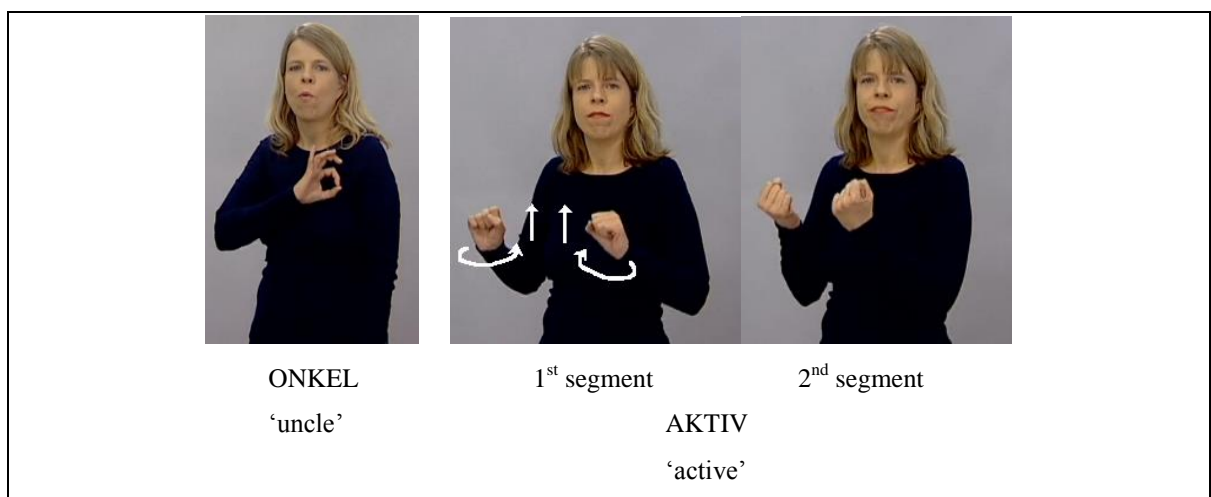 ONKEL 1st segment 2nd segment
‘uncle’ AKTIV
‘active’